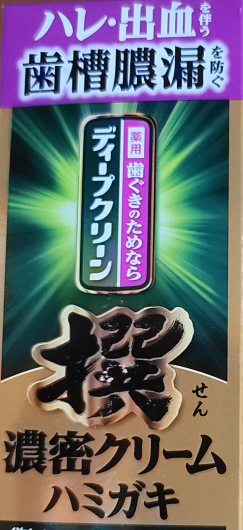 ハレ・出血を伴う
歯槽膿漏を防ぐ
薬用 歯ぐきのためなら
ディープクリーン
撰
せん
濃密クリーム
ハミガキ